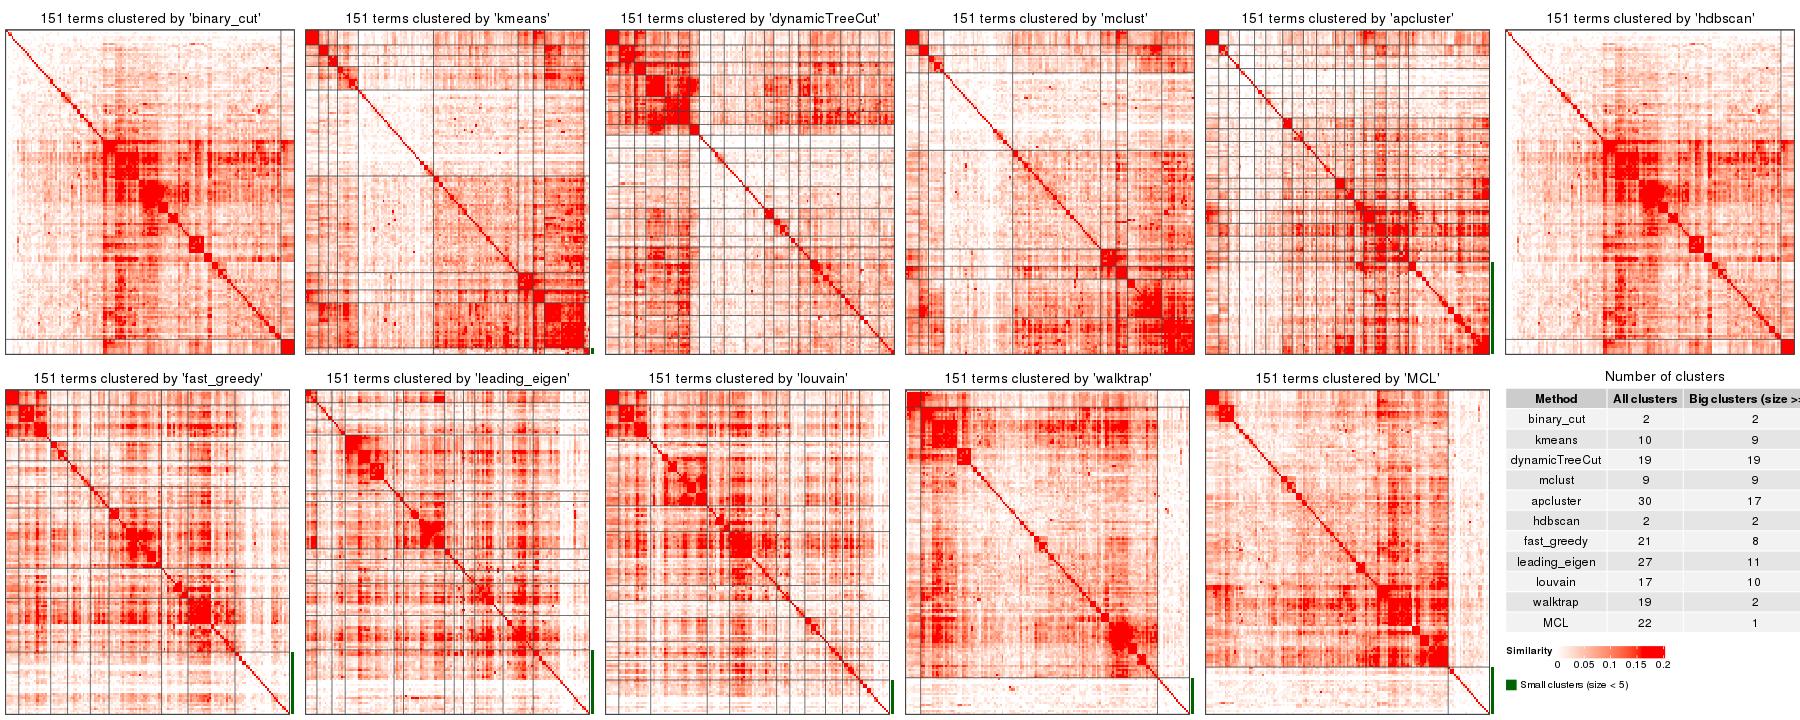 151 terms clustered by 'binary_cut'
151 terms clustered by 'kmeans'
151 terms clustered by 'dynamicTreeCut'
151 terms clustered by 'mclust'
151 terms clustered by 'apcluster'
151 terms clustered by 'hdbscan'
151 terms clustered by 'fast_greedy'
151 terms clustered by 'leading_eigen'
151 terms clustered by 'louvain'
151 terms clustered by 'walktrap'
151 terms clustered by 'MCL'
Number of clusters
Method All clusters Big clusters (size >=
binary_cut 2 2
kmeans 10 9
dynamicTreeCut 19 19
mclust 9 9
apcluster 30 17
hdbscan 2 2
fast_greedy 21 8
leading_eigen 27 11
louvain 17 10
walktrap 19 2
MCL 22 1
Similarity
0 0.05 0.1 0.15 0.2
Small clusters (size < 5)